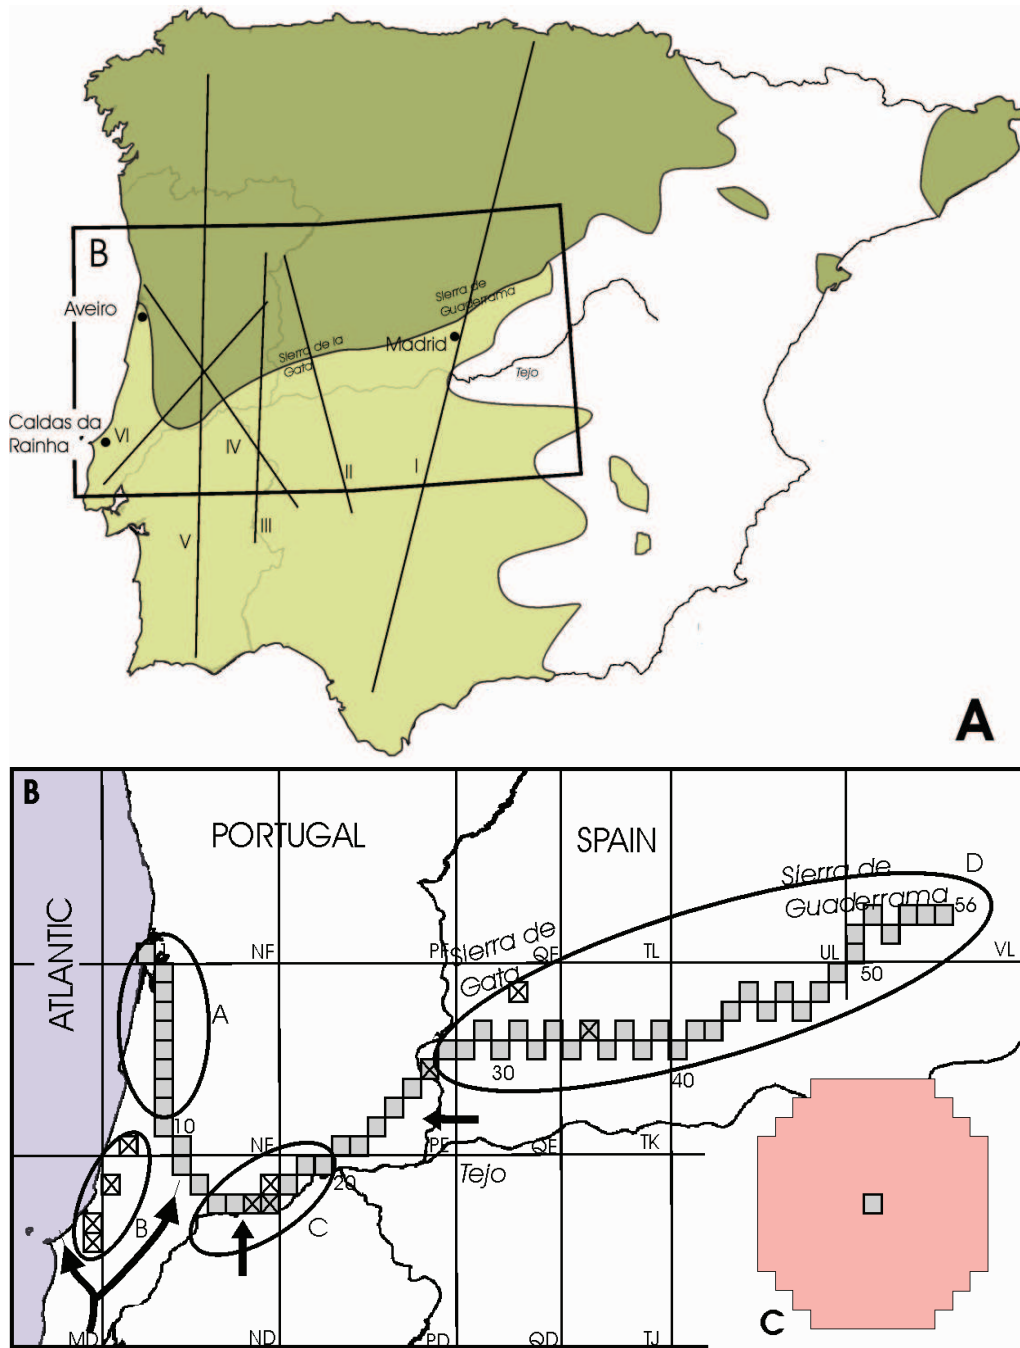 B
Aveiro
Sierra de
Guaderrama
Sierra de la
Gata
Madrid
Tejo
Caldas da
Rainha
VI
IV
II
I
III
V
A
B
PORTUGAL
SPAIN
ATLANTIC
Sierra de
Guaderrama
D
56
1
NF
PF
Sierra de
Gata
QF
TL
UL
50
VL
A
30
40
10
NF
PE
QE
TK
Tejo
20
B
C
MD
ND
PD
QD
TJ
C